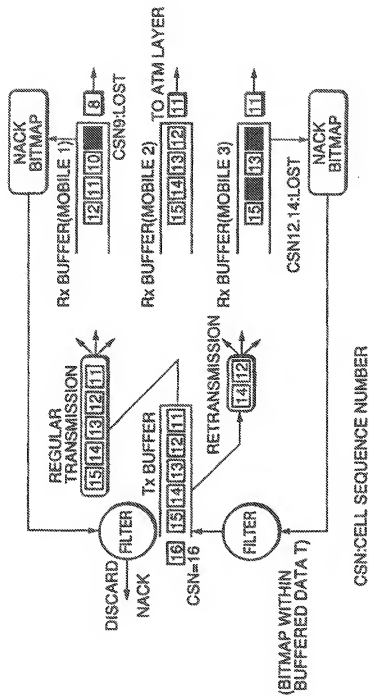 NACK
BITMAP
Rx BUFFER(MOBILE 1)
12 11 10
8
CSN9:LOST
REGULAR
TRANSMISSION
15 14 13 12 11
Rx BUFFER(MOBILE 2)
TO ATM LAYER
15 14 13 12
11
DISCARD
NACK
FILTER
Tx BUFFER
16
15 14 13 12 11
CSN=16
RETRANSMISSION
14 12
Rx BUFFER(MOBILE 3)
15 13
11
CSN12.14:LOST
FILTER
(BITMAP WITHIN
BUFFERED DATA T)
NACK
BITMAP
CSN:CELL SEQUENCE NUMBER